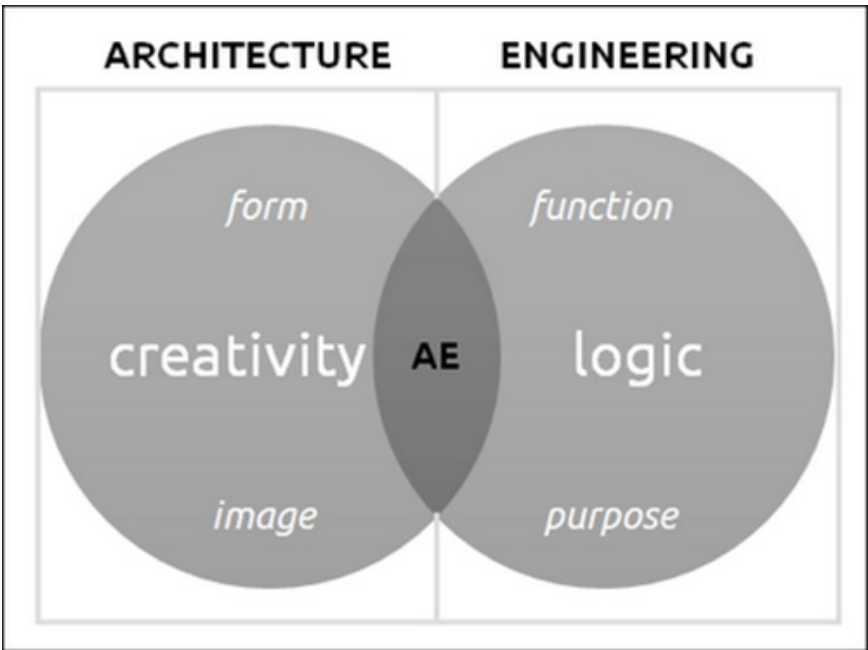 ARCHITECTURE ENGINEERING
form function
creativity AE logic
image purpose